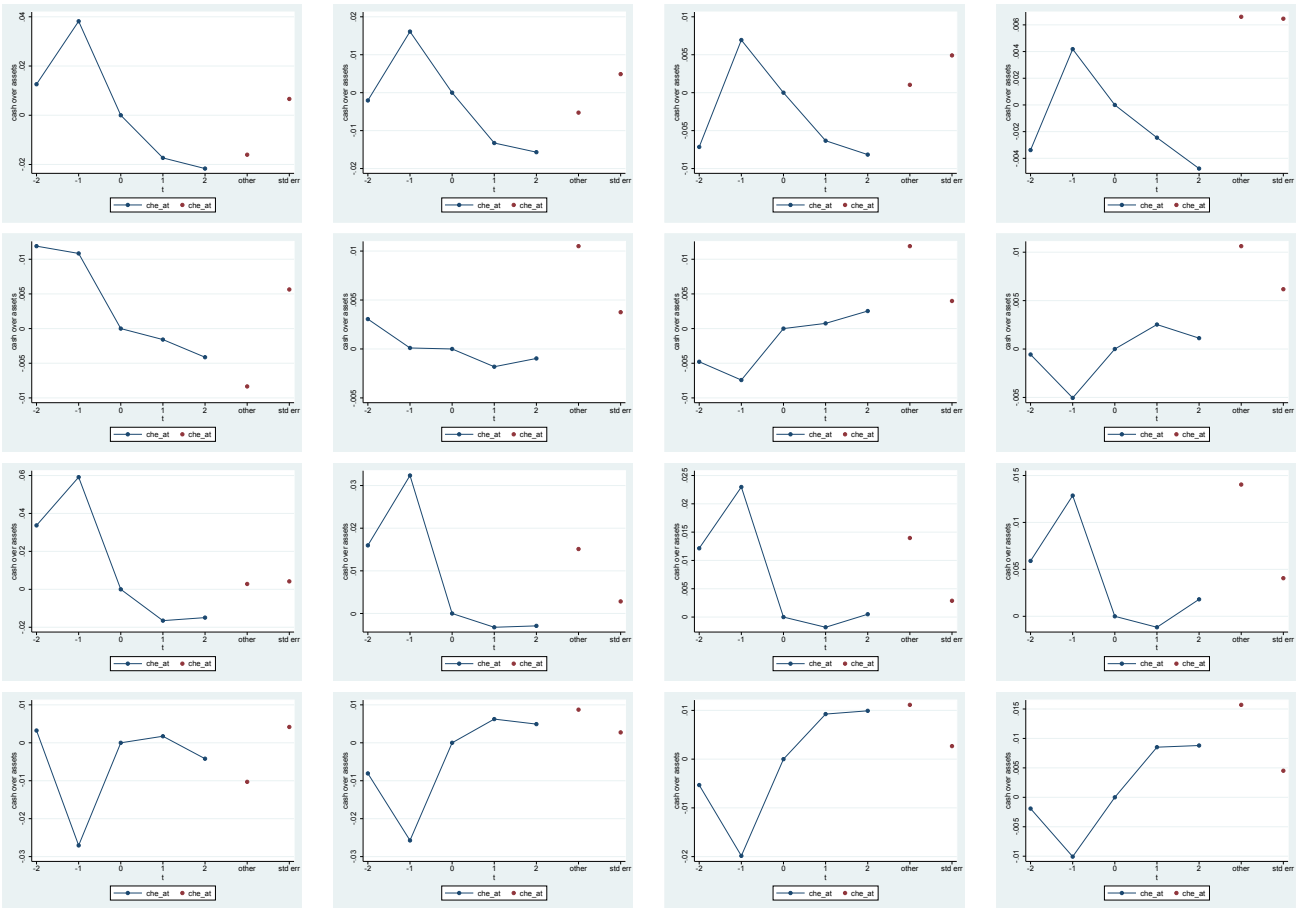 cash over assets
-.02 0 .02 .04
-2 -1 0 1 2 other std err
t
che_at che_at
cash over assets
-.02 -.01 0 .01 .02
-2 -1 0 1 2 other std err
t
che_at che_at
cash over assets
-.01 -.005 0 .005 .01
-2 -1 0 1 2 other std err
t
che_at che_at
cash over assets
-.004 -.002 0 .002 .004 .006
-2 -1 0 1 2 other std err
t
che_at che_at
cash over assets
-.01 -.005 0 .005 .01
-2 -1 0 1 2 other std err
t
che_at che_at
cash over assets
-.005 0 .005 .01
-2 -1 0 1 2 other std err
t
che_at che_at
cash over assets
-.01 -.005 0 .005 .01
-2 -1 0 1 2 other std err
t
che_at che_at
cash over assets
-.005 0 .005 .01
-2 -1 0 1 2 other std err
t
che_at che_at
cash over assets
-.02 0 .02 .04 .06
-2 -1 0 1 2 other std err
t
che_at che_at
cash over assets
0 .01 .02 .03
-2 -1 0 1 2 other std err
t
che_at che_at
cash over assets
0 .005 .01 .015 .02 .025
-2 -1 0 1 2 other std err
t
che_at che_at
cash over assets
0 .005 .01 .015
-2 -1 0 1 2 other std err
t
che_at che_at
cash over assets
-.03 -.02 -.01 0 .01
-2 -1 0 1 2 other std err
t
che_at che_at
cash over assets
-.03 -.02 -.01 0 .01
-2 -1 0 1 2 other std err
t
che_at che_at
cash over assets
-.02 -.01 0 .01
-2 -1 0 1 2 other std err
t
che_at che_at
cash over assets
-.01 -.005 0 .005 .01 .015
-2 -1 0 1 2 other std err
t
che_at che_at